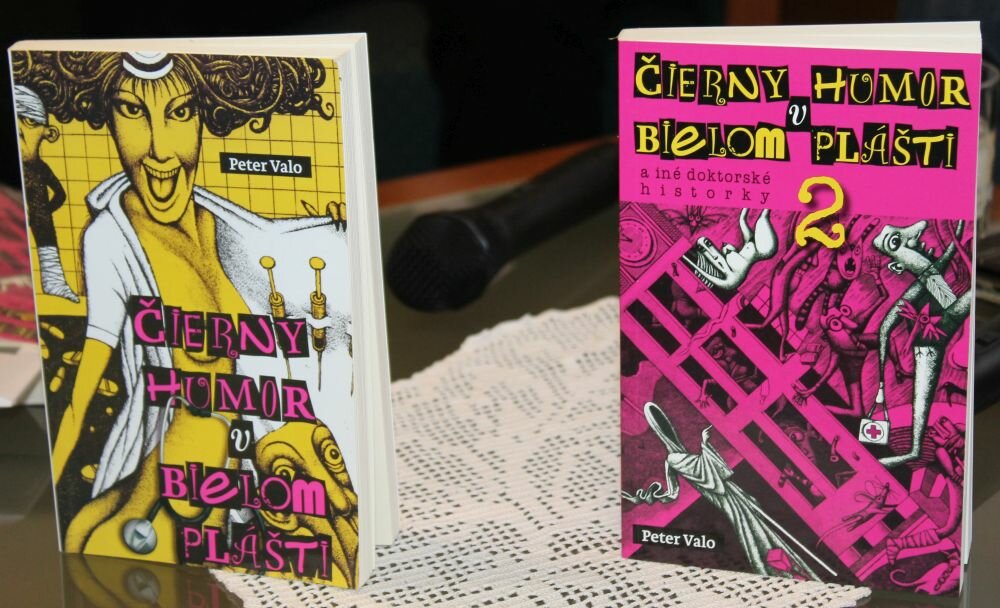 Peter Valo
ČIERNY
HUMOR
v
BIELOM
PLÁŠTI
ČIERNY HUMOR
v
BIELOM PLÁŠTI
a iné doktorské
historky
2
Peter Valo